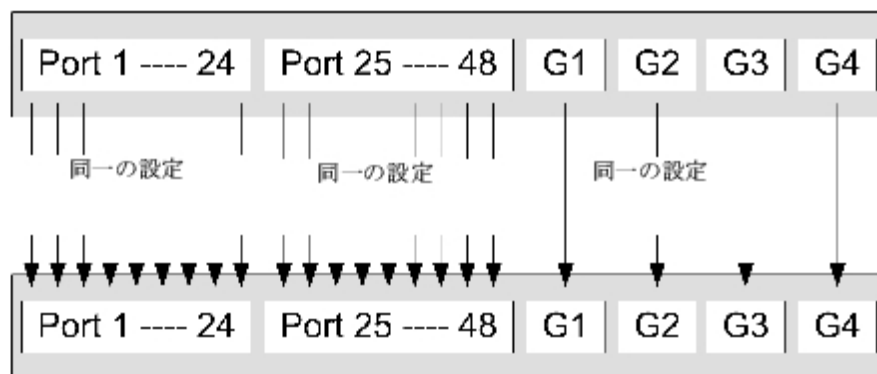 Port 1 ---- 24 Port 25 ---- 48 G1 G2 G3 G4
同一の設定 同一の設定 同一の設定
Port 1 ---- 24 Port 25 ---- 48 G1 G2 G3 G4